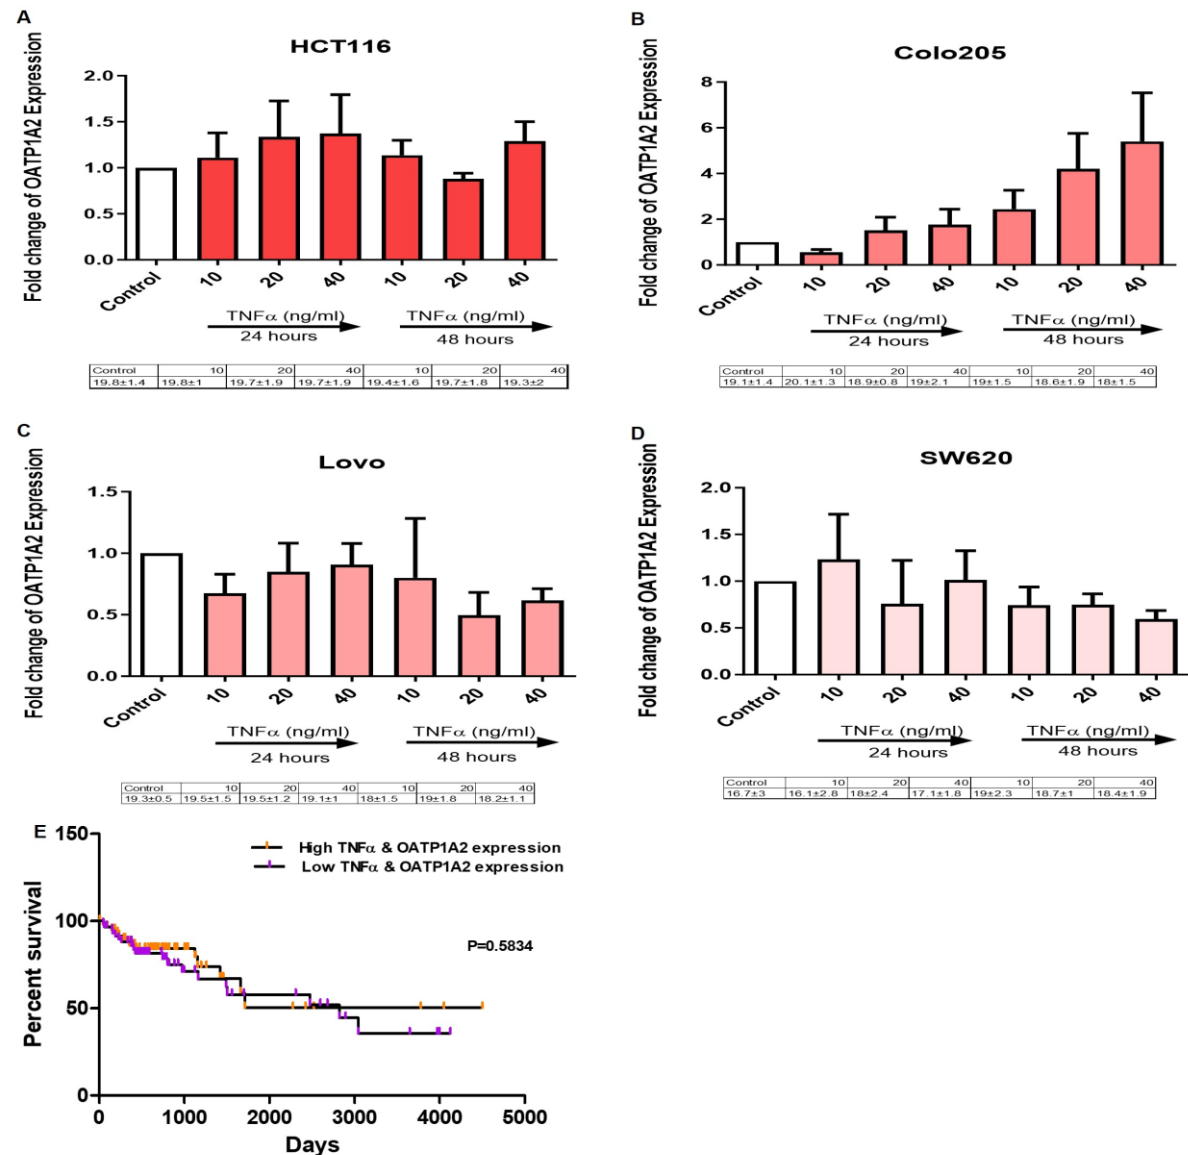 A
HCT116
Fold change of OATP1A2 Expression
2.0
1.5
1.0
0.5
0.0
Control 10 20 40 10 20 40
TNFα (ng/ml) TNFα (ng/ml)
24 hours 48 hours
Control 10 20 40 10 20 40
19.8±1.4 19.8±1 19.7±1.9 19.7±1.9 19.4±1.6 19.7±1.8 19.3±2
B
Colo205
Fold change of OATP1A2 Expression
8
6
4
2
0
Control 10 20 40 10 20 40
TNFα (ng/ml) TNFα (ng/ml)
24 hours 48 hours
Control 10 20 40 10 20 40
19.1±1.4 20.1±1.3 18.9±0.8 19±2.1 19±1.5 18.6±1.9 18±1.5
C
Lovo
Fold change of OATP1A2 Expression
1.5
1.0
0.5
0.0
Control 10 20 40 10 20 40
TNFα (ng/ml) TNFα (ng/ml)
24 hours 48 hours
Control 10 20 40 10 20 40
19.3±0.5 19.5±1.5 19.5±1.2 19.1±1 18±1.5 19±1.8 18.2±1.1
D
SW620
Fold change of OATP1A2 Expression
2.0
1.5
1.0
0.5
0.0
Control 10 20 40 10 20 40
TNFα (ng/ml) TNFα (ng/ml)
24 hours 48 hours
Control 10 20 40 10 20 40
16.7±3 16.1±2.8 18±2.4 17.1±1.8 19±2.3 18.7±1 18.4±1.9
E
Percent survival
150
100
50
0
High TNFα & OATP1A2 expression
Low TNFα & OATP1A2 expression
P=0.5834
0 1000 2000 3000 4000 5000
Days